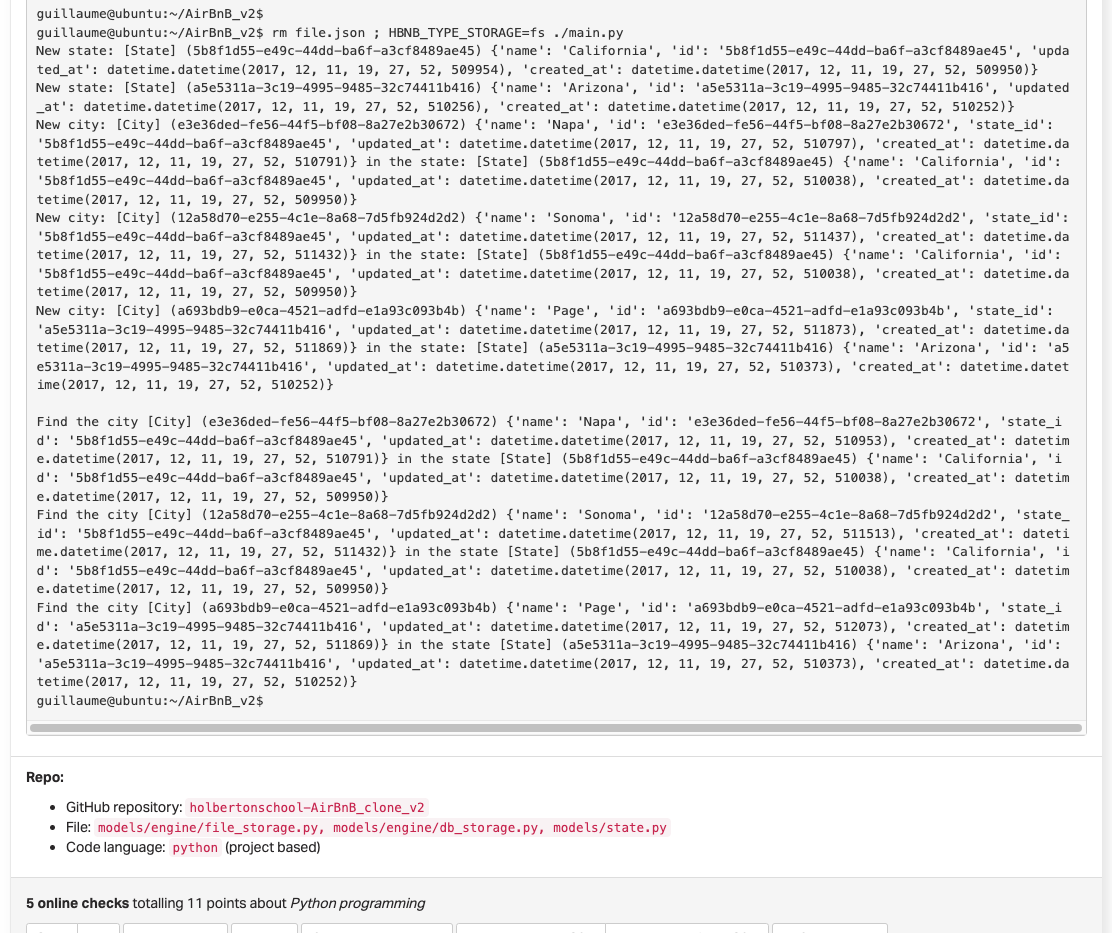 guillaume@ubuntu:~/AirBnB_v2$
guillaume@ubuntu:~/AirBnB_v2$ rm file.json ; HBNB_TYPE_STORAGE=fs ./main.py
New state: [State] (5b8f1d55-e49c-44dd-ba6f-a3cf8489ae45) {'name': 'California', 'id': '5b8f1d55-e49c-44dd-ba6f-a3cf8489ae45', 'upda
ted_at': datetime.datetime(2017, 12, 11, 19, 27, 52, 509954), 'created_at': datetime.datetime(2017, 12, 11, 19, 27, 52, 509950)}
New state: [State] (a5e5311a-3c19-4995-9485-32c74411b416) {'name': 'Arizona', 'id': 'a5e5311a-3c19-4995-9485-32c74411b416', 'updated
_at': datetime.datetime(2017, 12, 11, 19, 27, 52, 510256), 'created_at': datetime.datetime(2017, 12, 11, 19, 27, 52, 510252)}
New city: [City] (e3e36ded-fe56-44f5-bf08-8a27e2b30672) {'name': 'Napa', 'id': 'e3e36ded-fe56-44f5-bf08-8a27e2b30672', 'state_id':
'5b8f1d55-e49c-44dd-ba6f-a3cf8489ae45', 'updated_at': datetime.datetime(2017, 12, 11, 19, 27, 52, 510797), 'created_at': datetime.da
tetime(2017, 12, 11, 19, 27, 52, 510791)} in the state: [State] (5b8f1d55-e49c-44dd-ba6f-a3cf8489ae45) {'name': 'California', 'id':
'5b8f1d55-e49c-44dd-ba6f-a3cf8489ae45', 'updated_at': datetime.datetime(2017, 12, 11, 19, 27, 52, 510038), 'created_at': datetime.da
tetime(2017, 12, 11, 19, 27, 52, 509950)}
New city: [City] (12a58d70-e255-4c1e-8a68-7d5fb924d2d2) {'name': 'Sonoma', 'id': '12a58d70-e255-4c1e-8a68-7d5fb924d2d2', 'state_id':
'5b8f1d55-e49c-44dd-ba6f-a3cf8489ae45', 'updated_at': datetime.datetime(2017, 12, 11, 19, 27, 52, 511437), 'created_at': datetime.da
tetime(2017, 12, 11, 19, 27, 52, 511432)} in the state: [State] (5b8f1d55-e49c-44dd-ba6f-a3cf8489ae45) {'name': 'California', 'id':
'5b8f1d55-e49c-44dd-ba6f-a3cf8489ae45', 'updated_at': datetime.datetime(2017, 12, 11, 19, 27, 52, 510038), 'created_at': datetime.da
tetime(2017, 12, 11, 19, 27, 52, 509950)}
New city: [City] (a693bdb9-e0ca-4521-adfd-e1a93c093b4b) {'name': 'Page', 'id': 'a693bdb9-e0ca-4521-adfd-e1a93c093b4b', 'state_id':
'a5e5311a-3c19-4995-9485-32c74411b416', 'updated_at': datetime.datetime(2017, 12, 11, 19, 27, 52, 511873), 'created_at': datetime.da
tetime(2017, 12, 11, 19, 27, 52, 511869)} in the state: [State] (a5e5311a-3c19-4995-9485-32c74411b416) {'name': 'Arizona', 'id': 'a5
e5311a-3c19-4995-9485-32c74411b416', 'updated_at': datetime.datetime(2017, 12, 11, 19, 27, 52, 510373), 'created_at': datetime.datet
ime(2017, 12, 11, 19, 27, 52, 510252)}
Find the city [City] (e3e36ded-fe56-44f5-bf08-8a27e2b30672) {'name': 'Napa', 'id': 'e3e36ded-fe56-44f5-bf08-8a27e2b30672', 'state_i
d': '5b8f1d55-e49c-44dd-ba6f-a3cf8489ae45', 'updated_at': datetime.datetime(2017, 12, 11, 19, 27, 52, 510953), 'created_at': datetim
e.datetime(2017, 12, 11, 19, 27, 52, 510791)} in the state [State] (5b8f1d55-e49c-44dd-ba6f-a3cf8489ae45) {'name': 'California', 'i
d': '5b8f1d55-e49c-44dd-ba6f-a3cf8489ae45', 'updated_at': datetime.datetime(2017, 12, 11, 19, 27, 52, 510038), 'created_at': datetim
e.datetime(2017, 12, 11, 19, 27, 52, 509950)}
Find the city [City] (12a58d70-e255-4c1e-8a68-7d5fb924d2d2) {'name': 'Sonoma', 'id': '12a58d70-e255-4c1e-8a68-7d5fb924d2d2', 'state_
id': '5b8f1d55-e49c-44dd-ba6f-a3cf8489ae45', 'updated_at': datetime.datetime(2017, 12, 11, 19, 27, 52, 511513), 'created_at': dateti
me.datetime(2017, 12, 11, 19, 27, 52, 511432)} in the state [State] (5b8f1d55-e49c-44dd-ba6f-a3cf8489ae45) {'name': 'California', 'i
d': '5b8f1d55-e49c-44dd-ba6f-a3cf8489ae45', 'updated_at': datetime.datetime(2017, 12, 11, 19, 27, 52, 510038), 'created_at': datetim
e.datetime(2017, 12, 11, 19, 27, 52, 509950)}
Find the city [City] (a693bdb9-e0ca-4521-adfd-e1a93c093b4b) {'name': 'Page', 'id': 'a693bdb9-e0ca-4521-adfd-e1a93c093b4b', 'state_i
d': 'a5e5311a-3c19-4995-9485-32c74411b416', 'updated_at': datetime.datetime(2017, 12, 11, 19, 27, 52, 512073), 'created_at': datetim
e.datetime(2017, 12, 11, 19, 27, 52, 511869)} in the state [State] (a5e5311a-3c19-4995-9485-32c74411b416) {'name': 'Arizona', 'id':
'a5e5311a-3c19-4995-9485-32c74411b416', 'updated_at': datetime.datetime(2017, 12, 11, 19, 27, 52, 510373), 'created_at': datetime.da
tetime(2017, 12, 11, 19, 27, 52, 510252)}
guillaume@ubuntu:~/AirBnB_v2$
Repo:
• GitHub repository: holbertonschool-AirBnB_clone_v2
• File: models/engine/file_storage.py, models/engine/db_storage.py, models/state.py
• Code language: python (project based)
5 online checks totalling 11 points about Python programming